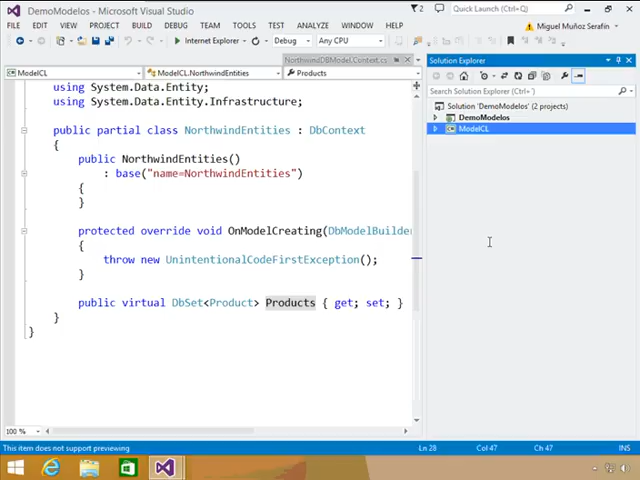 DemoModelos - Microsoft Visual Studio
2
Quick Launch (Ctrl+Q)
FILE EDIT VIEW PROJECT BUILD DEBUG TEAM TOOLS TEST ANALYZE WINDOW HELP
Miguel Muñoz Serafín
Internet Explorer
Debug
Any CPU
NorthwindDBModel.Context.cs
ModelCL
ModelCL.NorthwindEntities
Products
using System.Data.Entity;
using System.Data.Entity.Infrastructure;
public partial class NorthwindEntities : DbContext
{
public NorthwindEntities()
: base("name=NorthwindEntities")
{
}
protected override void OnModelCreating(DbModelBuilde
{
throw new UnintentionalCodeFirstException();
}
public virtual DbSet<Product> Products { get; set; }
}
}
100 %
Solution Explorer
Search Solution Explorer (Ctrl+')
Solution 'DemoModelos' (2 projects)
DemoModelos
ModelCL
This item does not support previewing
Ln 28
Col 47
Ch 47
INS